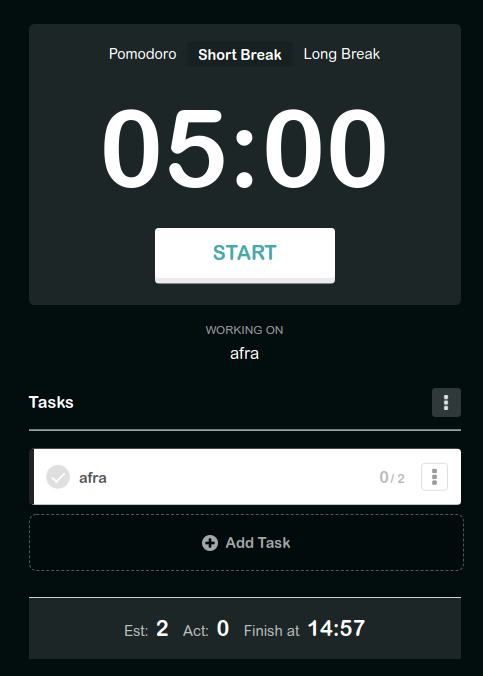 Pomodoro Short Break Long Break
05:00
START
WORKING ON
afra
Tasks
afra 0/ 2
Add Task
Est: 2 Act: 0 Finish at 14:57